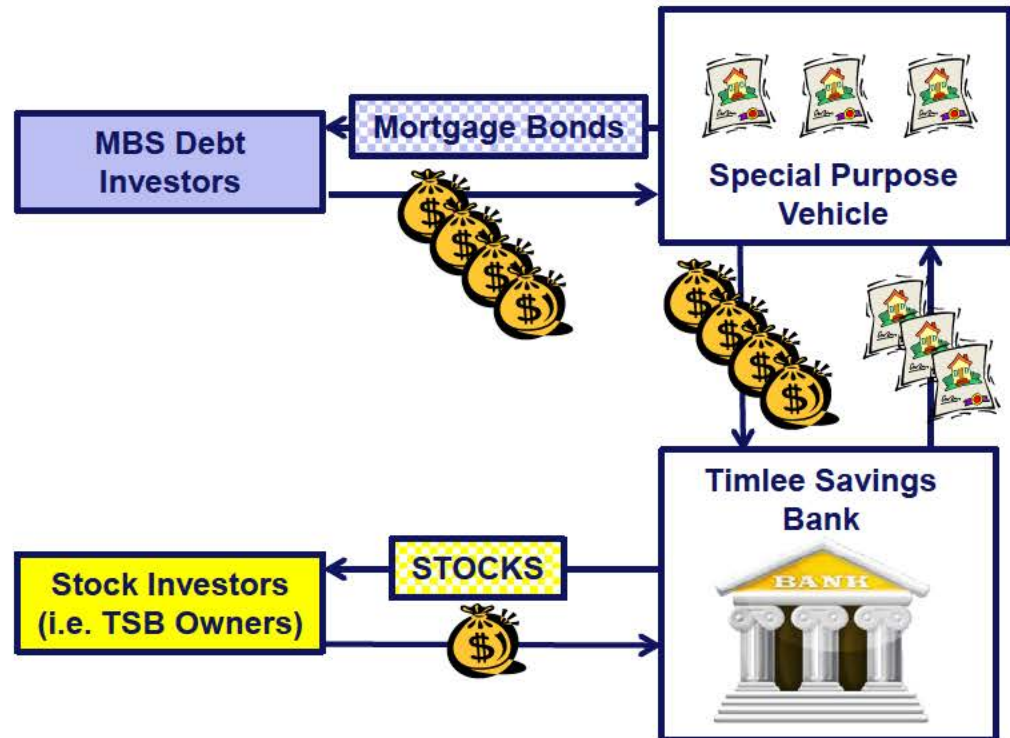 MBS Debt
Investors
Mortgage Bonds
$
$
$
$
Special Purpose
Vehicle
$
$
$
$
Timlee Savings
Bank
BANK
STOCKS
Stock Investors
(i.e. TSB Owners)
$